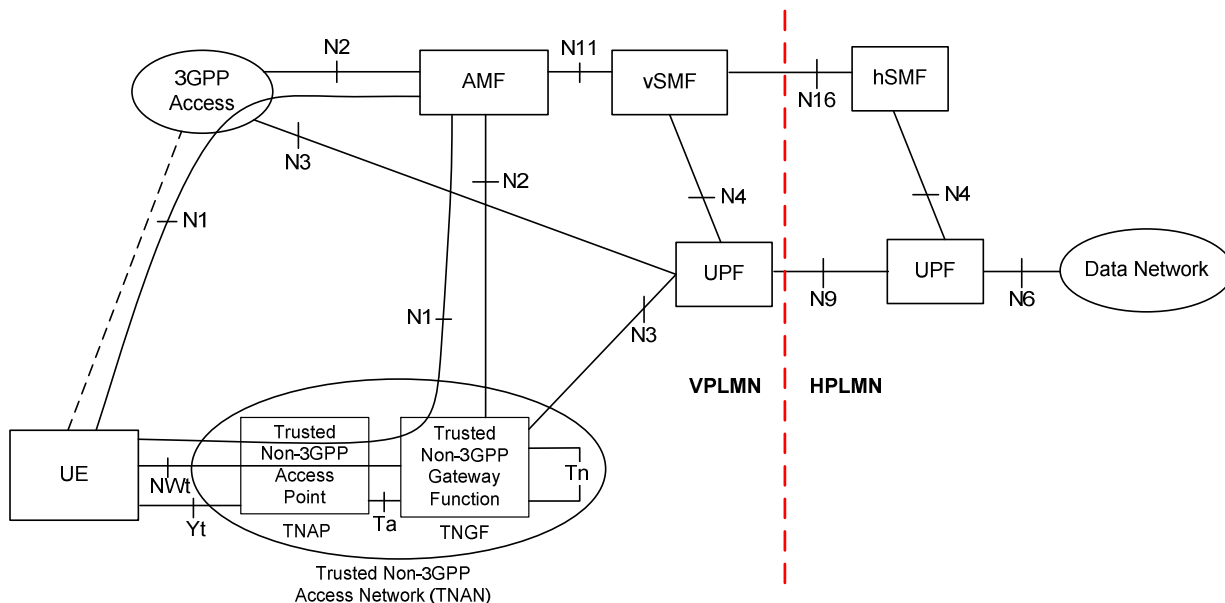 N2
N11
3GPP
Access
AMF
vSMF
hSMF
N16
N3
N2
N1
N4
N4
UPF
UPF
Data Network
N9
N6
N1
N3
VPLMN
HPLMN
UE
Trusted
Non-3GPP
Access
Point
Trusted
Non-3GPP
Gateway
Function
Tn
NWt
Yt
Ta
TNAP
TNGF
Trusted Non-3GPP
Access Network (TNAN)